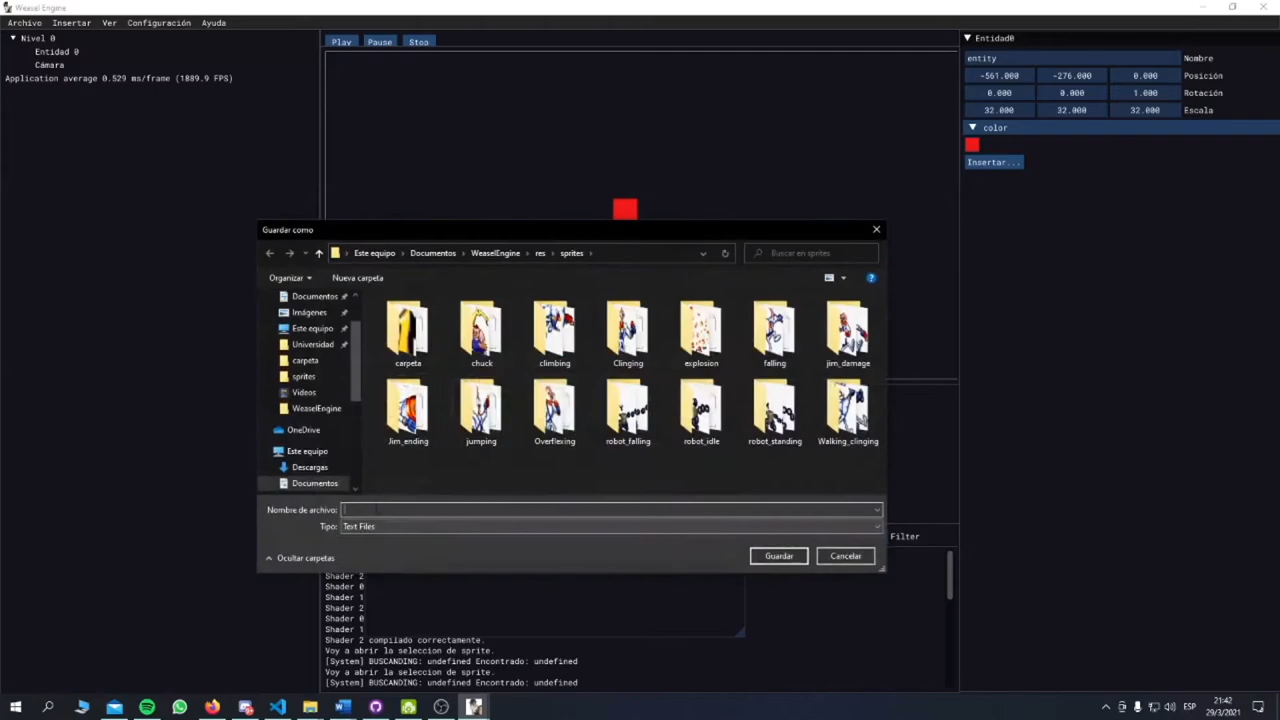 Weasel Engine
Archivo Insertar Ver Configuración Ayuda
Nivel 0
Entidad 0
Cámara
Application average 0.529 ms/frame (1889.9 FPS)
Play Pause Stop
Entidad0
entity Nombre
-561.000 -276.000 0.000 Posición
0.000 0.000 1.000 Rotación
32.000 32.000 32.000 Escala
color
Insertar...
Guardar como
Este equipo > Documentos > WeaselEngine > res > sprites >
Buscar en sprites
Organizar Nueva carpeta
Documentos
Imágenes
Este equipo
Universidad
carpeta
sprites
Videos
WeaselEngine
OneDrive
Este equipo
Descargas
Documentos
carpeta chuck climbing Clinging explosion falling jim_damage
Jim_ending jumping Overflexing robot_falling robot_idle robot_standing Walking_clinging
Nombre de archivo:
Tipo: Text Files
Ocultar carpetas Guardar Cancelar
Filter
Shader 2
Shader 0
Shader 1
Shader 2
Shader 0
Shader 1
Shader 2 compilado correctamente.
Voy a abrir la seleccion de sprite.
[System] BUSCANDING: undefined Encontrado: undefined
Voy a abrir la seleccion de sprite.
[System] BUSCANDING: undefined Encontrado: undefined
ESP
21:42
29/3/2021